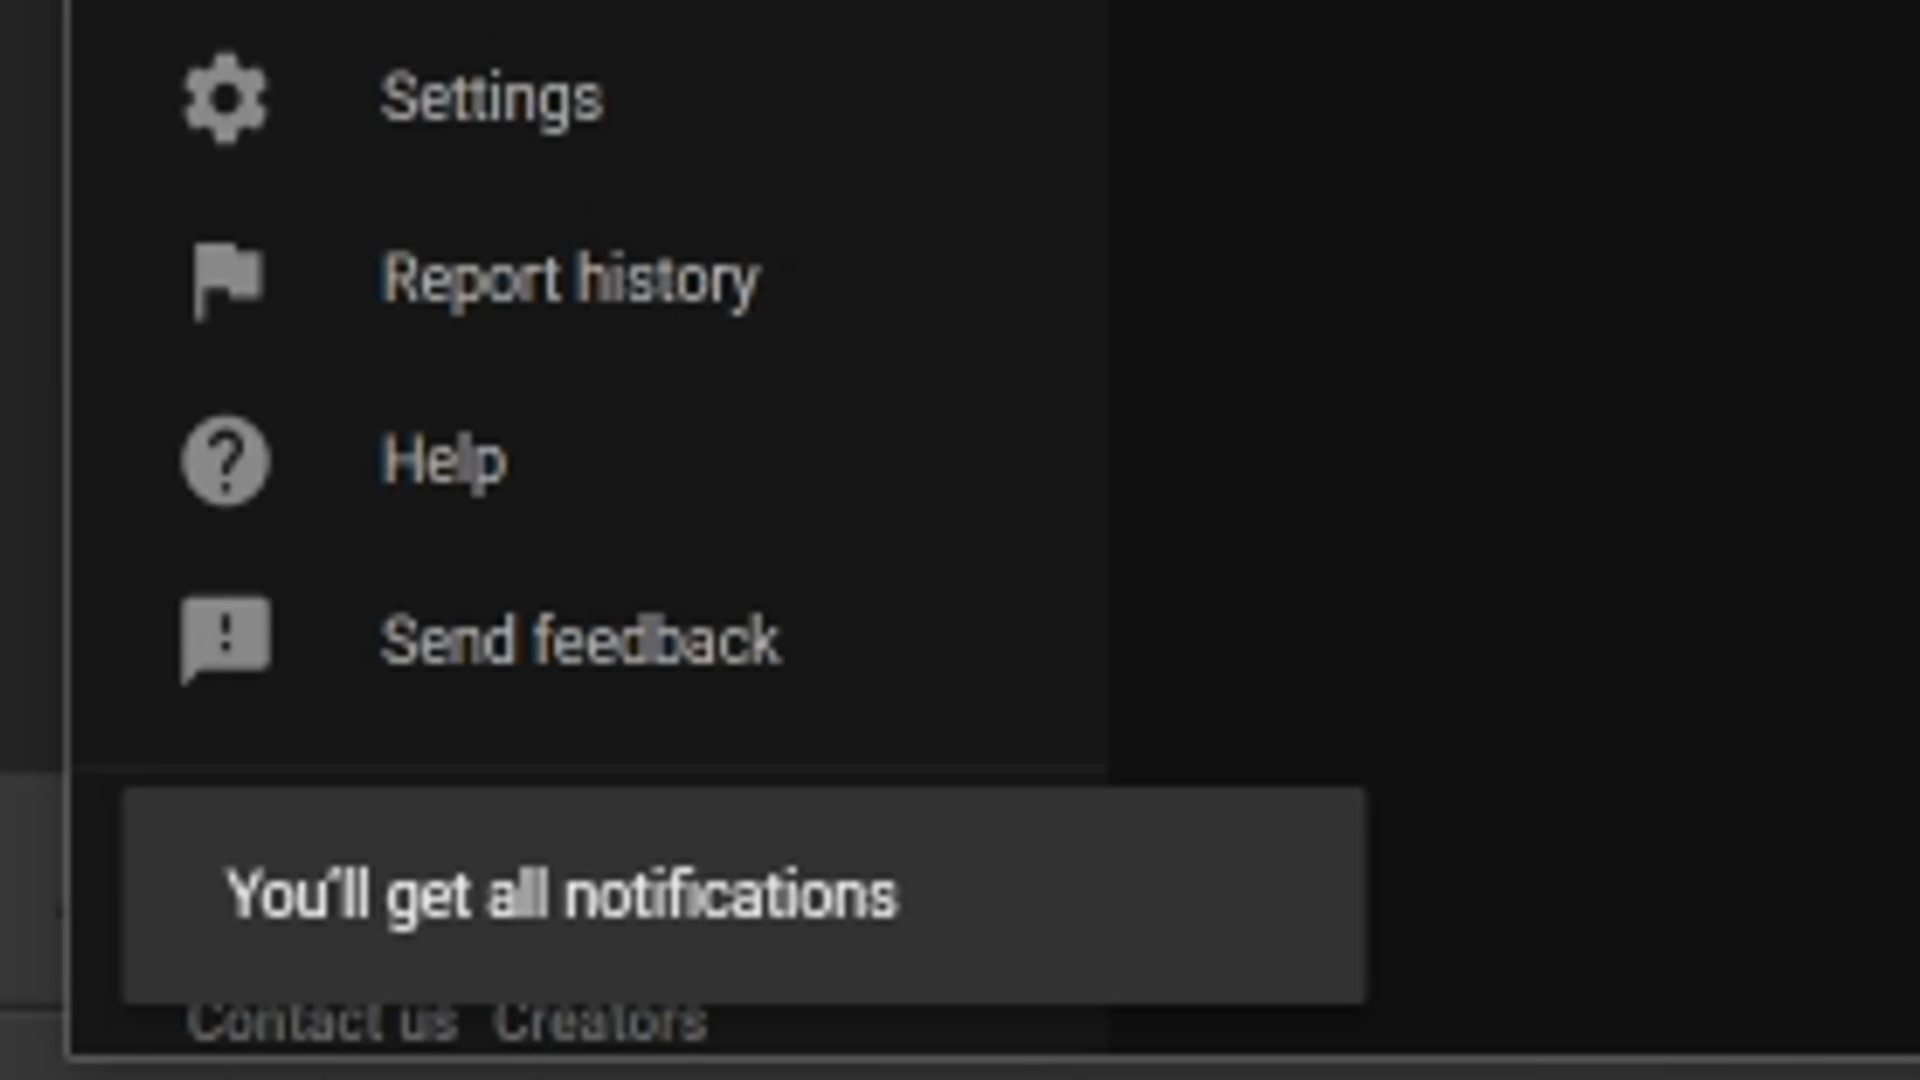 Settings
Report history
Help
Send feedback
You'll get all notifications
Contact us Creators